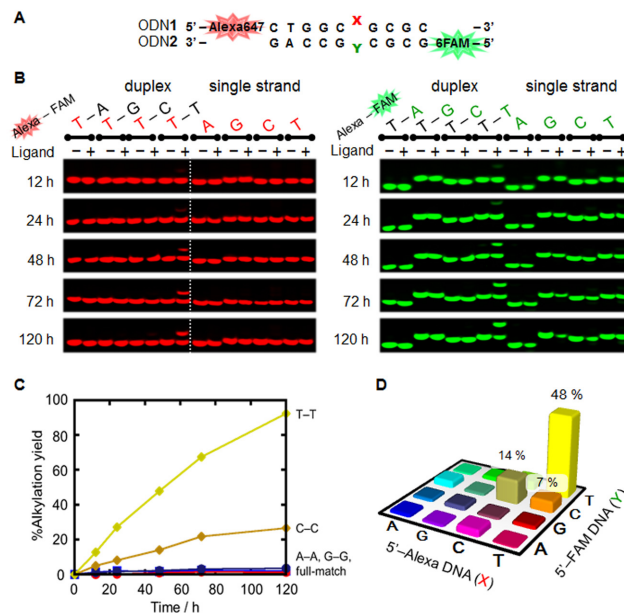 A
ODN1 5'– Alexa647 C T G G C X G C G C –3'
ODN2 3'– G A C C G Y C G C G 6FAM –5'
B
duplex single strand
Alexa – FAM
T–A T–G T–C T–T A G C T
Ligand – + – + – + – + – + – + – + – +
12 h
24 h
48 h
72 h
120 h
duplex single strand
Alexa – FAM
T–A T–G T–C T–T A G C T
Ligand – + – + – + – + – + – + – + – +
12 h
24 h
48 h
72 h
120 h
C
%Alkylation yield
100
80
60
40
20
0
0 20 40 60 80 100 120
Time / h
T–T
C–C
A–A, G–G,
full-match
D
48 %
14 %
7 %
A G C T
5'–Alexa DNA (X)
A G C T
5'–FAM DNA (Y)